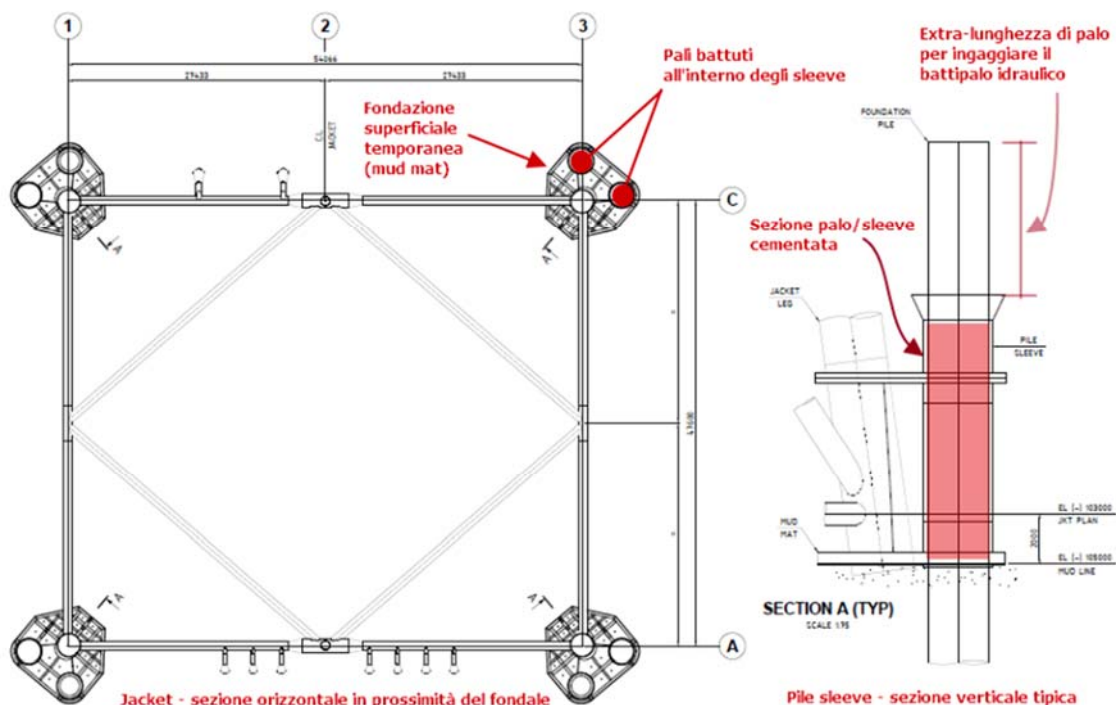 1
2
3
54066
27433
27433
C.L.
JACKET
Fondazione
superficiale
temporanea
(mud mat)
Pali battuti
all'interno degli sleeve
Extra-lunghezza di palo
per ingaggiare il
battipalo idraulico
FOUNDATION
PILE
C
A
A
Sezione palo/sleeve
cementata
JACKET
LEG
PILE
SLEEVE
MUD
MAT
EL (-) 103000
JKT PLAN
2000
EL (-) 105000
MUD LINE
A
A
A
SECTION A (TYP)
SCALE 1:75
Jacket - sezione orizzontale in prossimità del fondale
Pile sleeve - sezione verticale tipica